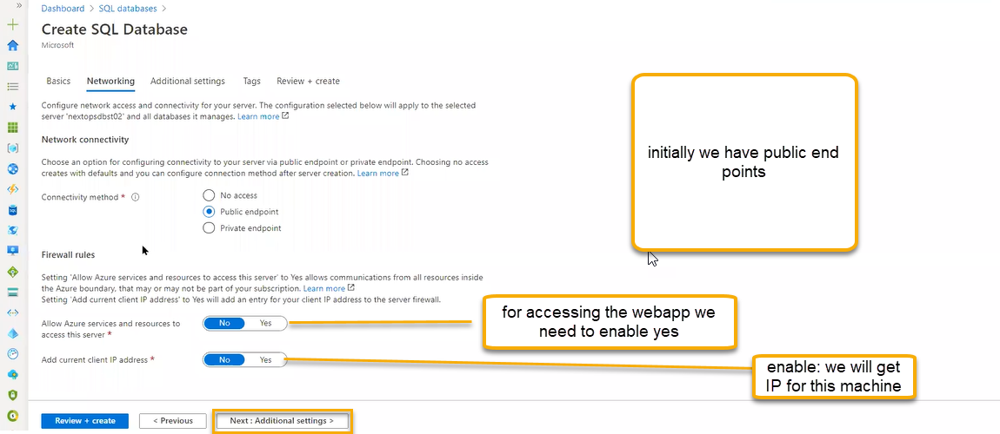 Dashboard > SQL databases >
Create SQL Database
Microsoft
Basics Networking Additional settings Tags Review + create
Configure network access and connectivity for your server. The configuration selected below will apply to the selected
server 'nextopsdbst02' and all databases it manages. Learn more
Network connectivity
Choose an option for configuring connectivity to your server via public endpoint or private endpoint. Choosing no access
creates with defaults and you can configure connection method after server creation. Learn more
Connectivity method *
No access
Public endpoint
Private endpoint
initially we have public end
points
Firewall rules
Setting 'Allow Azure services and resources to access this server' to Yes allows communications from all resources inside
the Azure boundary, that may or may not be part of your subscription. Learn more
Setting 'Add current client IP address' to Yes will add an entry for your client IP address to the server firewall.
Allow Azure services and resources to
access this server *
No Yes
for accessing the webapp we
need to enable yes
Add current client IP address *
No Yes
enable: we will get
IP for this machine
Review + create
< Previous
Next : Additional settings >